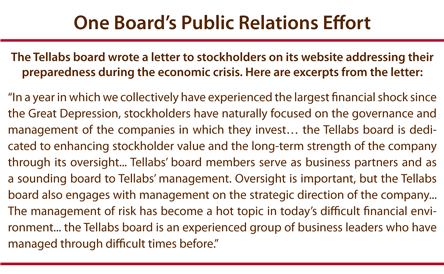 One Board’s Public Relations Effort
The Tellabs board wrote a letter to stockholders on its website addressing their
preparedness during the economic crisis. Here are excerpts from the letter:
“In a year in which we collectively have experienced the largest financial shock since
the Great Depression, stockholders have naturally focused on the governance and
management of the companies in which they invest… the Tellabs board is dedi-
cated to enhancing stockholder value and the long-term strength of the company
through its oversight... Tellabs’ board members serve as business partners and as
a sounding board to Tellabs’ management. Oversight is important, but the Tellabs
board also engages with management on the strategic direction of the company...
The management of risk has become a hot topic in today’s difficult financial envi-
ronment... the Tellabs board is an experienced group of business leaders who have
managed through difficult times before.”